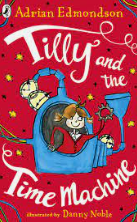 Adrian Edmondson
Tilly
and
the
Time Machine
illustrated by Danny Noble